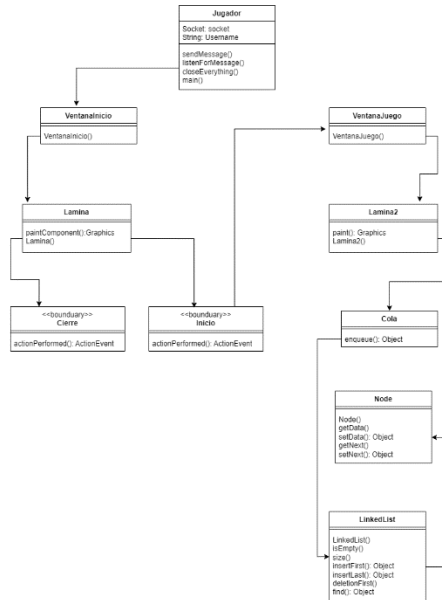 Jugador
Socket: socket
String: Username
sendMessage()
listenForMessage()
closeEverything()
main()
VentanaInicio
VentanaInicio()
VentanaJuego
VentanaJuego()
Lamina
paintComponent():Graphics
Lamina()
Lamina2
paint(): Graphics
Lamina2()
<<bounduary>>
Cierre
actionPerformed(): ActionEvent
<<bounduary>>
Inicio
actionPerformed(): ActionEvent
Cola
enqueue(): Object
Node
Node()
getData()
setData(): Object
getNext()
setNext(): Object
LinkedList
LinkedList()
isEmpty()
size()
insertFirst(): Object
insertLast(): Object
deletionFirst()
find(): Object